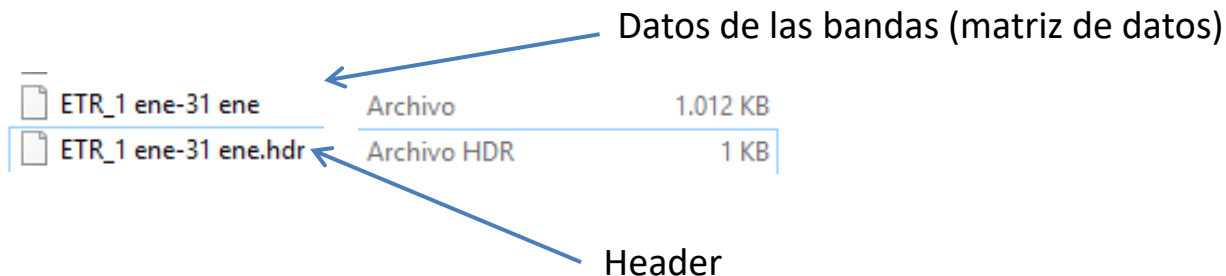 Datos de las bandas (matriz de datos)
ETR_1 ene-31 ene Archivo 1.012 KB
ETR_1 ene-31 ene.hdr Archivo HDR 1 KB
Header